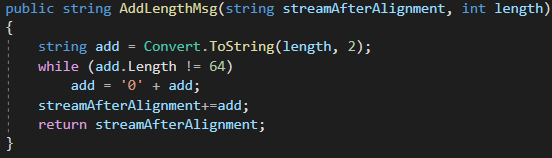 public string AddLengthMsg(string streamAfterAlignment, int length)
{
string add = Convert.ToString(length, 2);
while (add.Length != 64)
add = '0' + add;
streamAfterAlignment+=add;
return streamAfterAlignment;
}